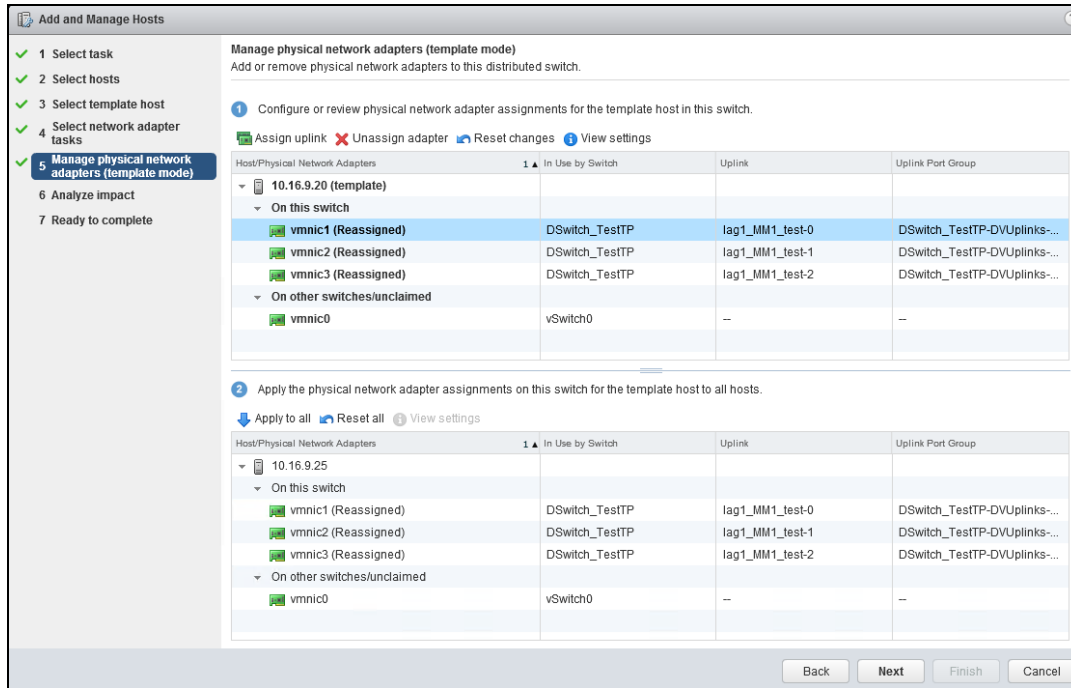 Add and Manage Hosts
1 Select task
2 Select hosts
3 Select template host
4 Select network adapter
tasks
5 Manage physical network
adapters (template mode)
6 Analyze impact
7 Ready to complete
Manage physical network adapters (template mode)
Add or remove physical network adapters to this distributed switch.
1 Configure or review physical network adapter assignments for the template host in this switch.
Assign uplink Unassign adapter Reset changes View settings
Host/Physical Network Adapters 1 ▲ In Use by Switch Uplink Uplink Port Group
10.16.9.20 (template)
On this switch
vmnic1 (Reassigned) DSwitch_TestTP lag1_MM1_test-0 DSwitch_TestTP-DVUplinks-...
vmnic2 (Reassigned) DSwitch_TestTP lag1_MM1_test-1 DSwitch_TestTP-DVUplinks-...
vmnic3 (Reassigned) DSwitch_TestTP lag1_MM1_test-2 DSwitch_TestTP-DVUplinks-...
On other switches/unclaimed
vmnic0 vSwitch0 -- --
2 Apply the physical network adapter assignments on this switch for the template host to all hosts.
Apply to all Reset all View settings
Host/Physical Network Adapters 1 ▲ In Use by Switch Uplink Uplink Port Group
10.16.9.25
On this switch
vmnic1 (Reassigned) DSwitch_TestTP lag1_MM1_test-0 DSwitch_TestTP-DVUplinks-...
vmnic2 (Reassigned) DSwitch_TestTP lag1_MM1_test-1 DSwitch_TestTP-DVUplinks-...
vmnic3 (Reassigned) DSwitch_TestTP lag1_MM1_test-2 DSwitch_TestTP-DVUplinks-...
On other switches/unclaimed
vmnic0 vSwitch0 -- --
Back Next Finish Cancel